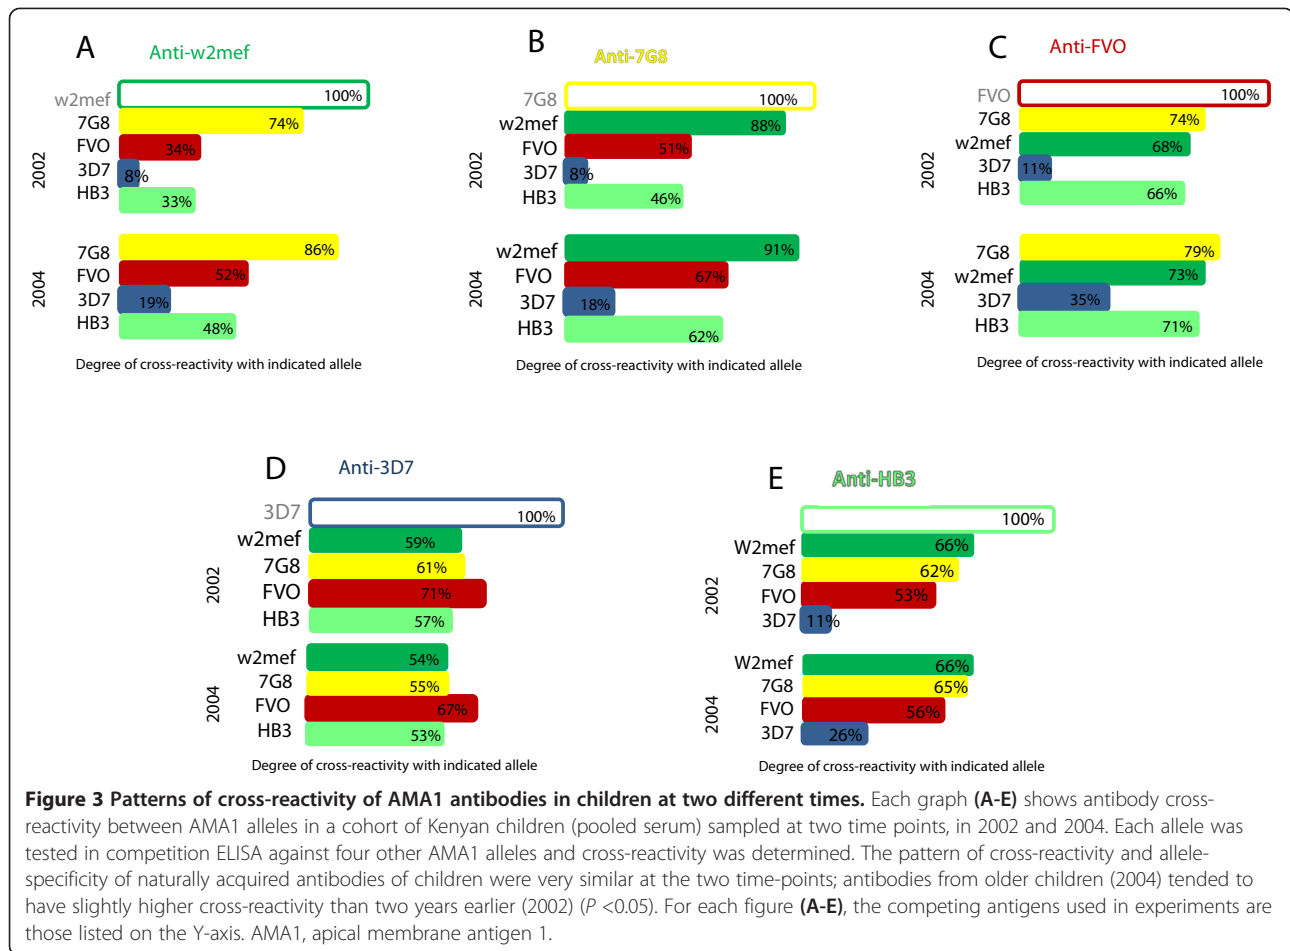 A
Anti-w2mef
w2mef 100%
7G8 74%
FVO 34%
3D7 8%
HB3 33%
2002
7G8 86%
FVO 52%
3D7 19%
HB3 48%
2004
Degree of cross-reactivity with indicated allele
B
Anti-7G8
7G8 100%
w2mef 88%
FVO 51%
3D7 8%
HB3 46%
2002
w2mef 91%
FVO 67%
3D7 18%
HB3 62%
2004
Degree of cross-reactivity with indicated allele
C
Anti-FVO
FVO 100%
7G8 74%
w2mef 68%
3D7 11%
HB3 66%
2002
7G8 79%
w2mef 73%
3D7 35%
HB3 71%
2004
Degree of cross-reactivity with indicated allele
D
Anti-3D7
3D7 100%
w2mef 59%
7G8 61%
FVO 71%
HB3 57%
2002
w2mef 54%
7G8 55%
FVO 67%
HB3 53%
2004
Degree of cross-reactivity with indicated allele
E
Anti-HB3
100%
W2mef 66%
7G8 62%
FVO 53%
3D7 11%
2002
W2mef 66%
7G8 65%
FVO 56%
3D7 26%
2004
Degree of cross-reactivity with indicated allele
Figure 3 Patterns of cross-reactivity of AMA1 antibodies in children at two different times. Each graph (A-E) shows antibody cross-
reactivity between AMA1 alleles in a cohort of Kenyan children (pooled serum) sampled at two time points, in 2002 and 2004. Each allele was
tested in competition ELISA against four other AMA1 alleles and cross-reactivity was determined. The pattern of cross-reactivity and allele-
specificity of naturally acquired antibodies of children were very similar at the two time-points; antibodies from older children (2004) tended to
have slightly higher cross-reactivity than two years earlier (2002) (P <0.05). For each figure (A-E), the competing antigens used in experiments are
those listed on the Y-axis. AMA1, apical membrane antigen 1.